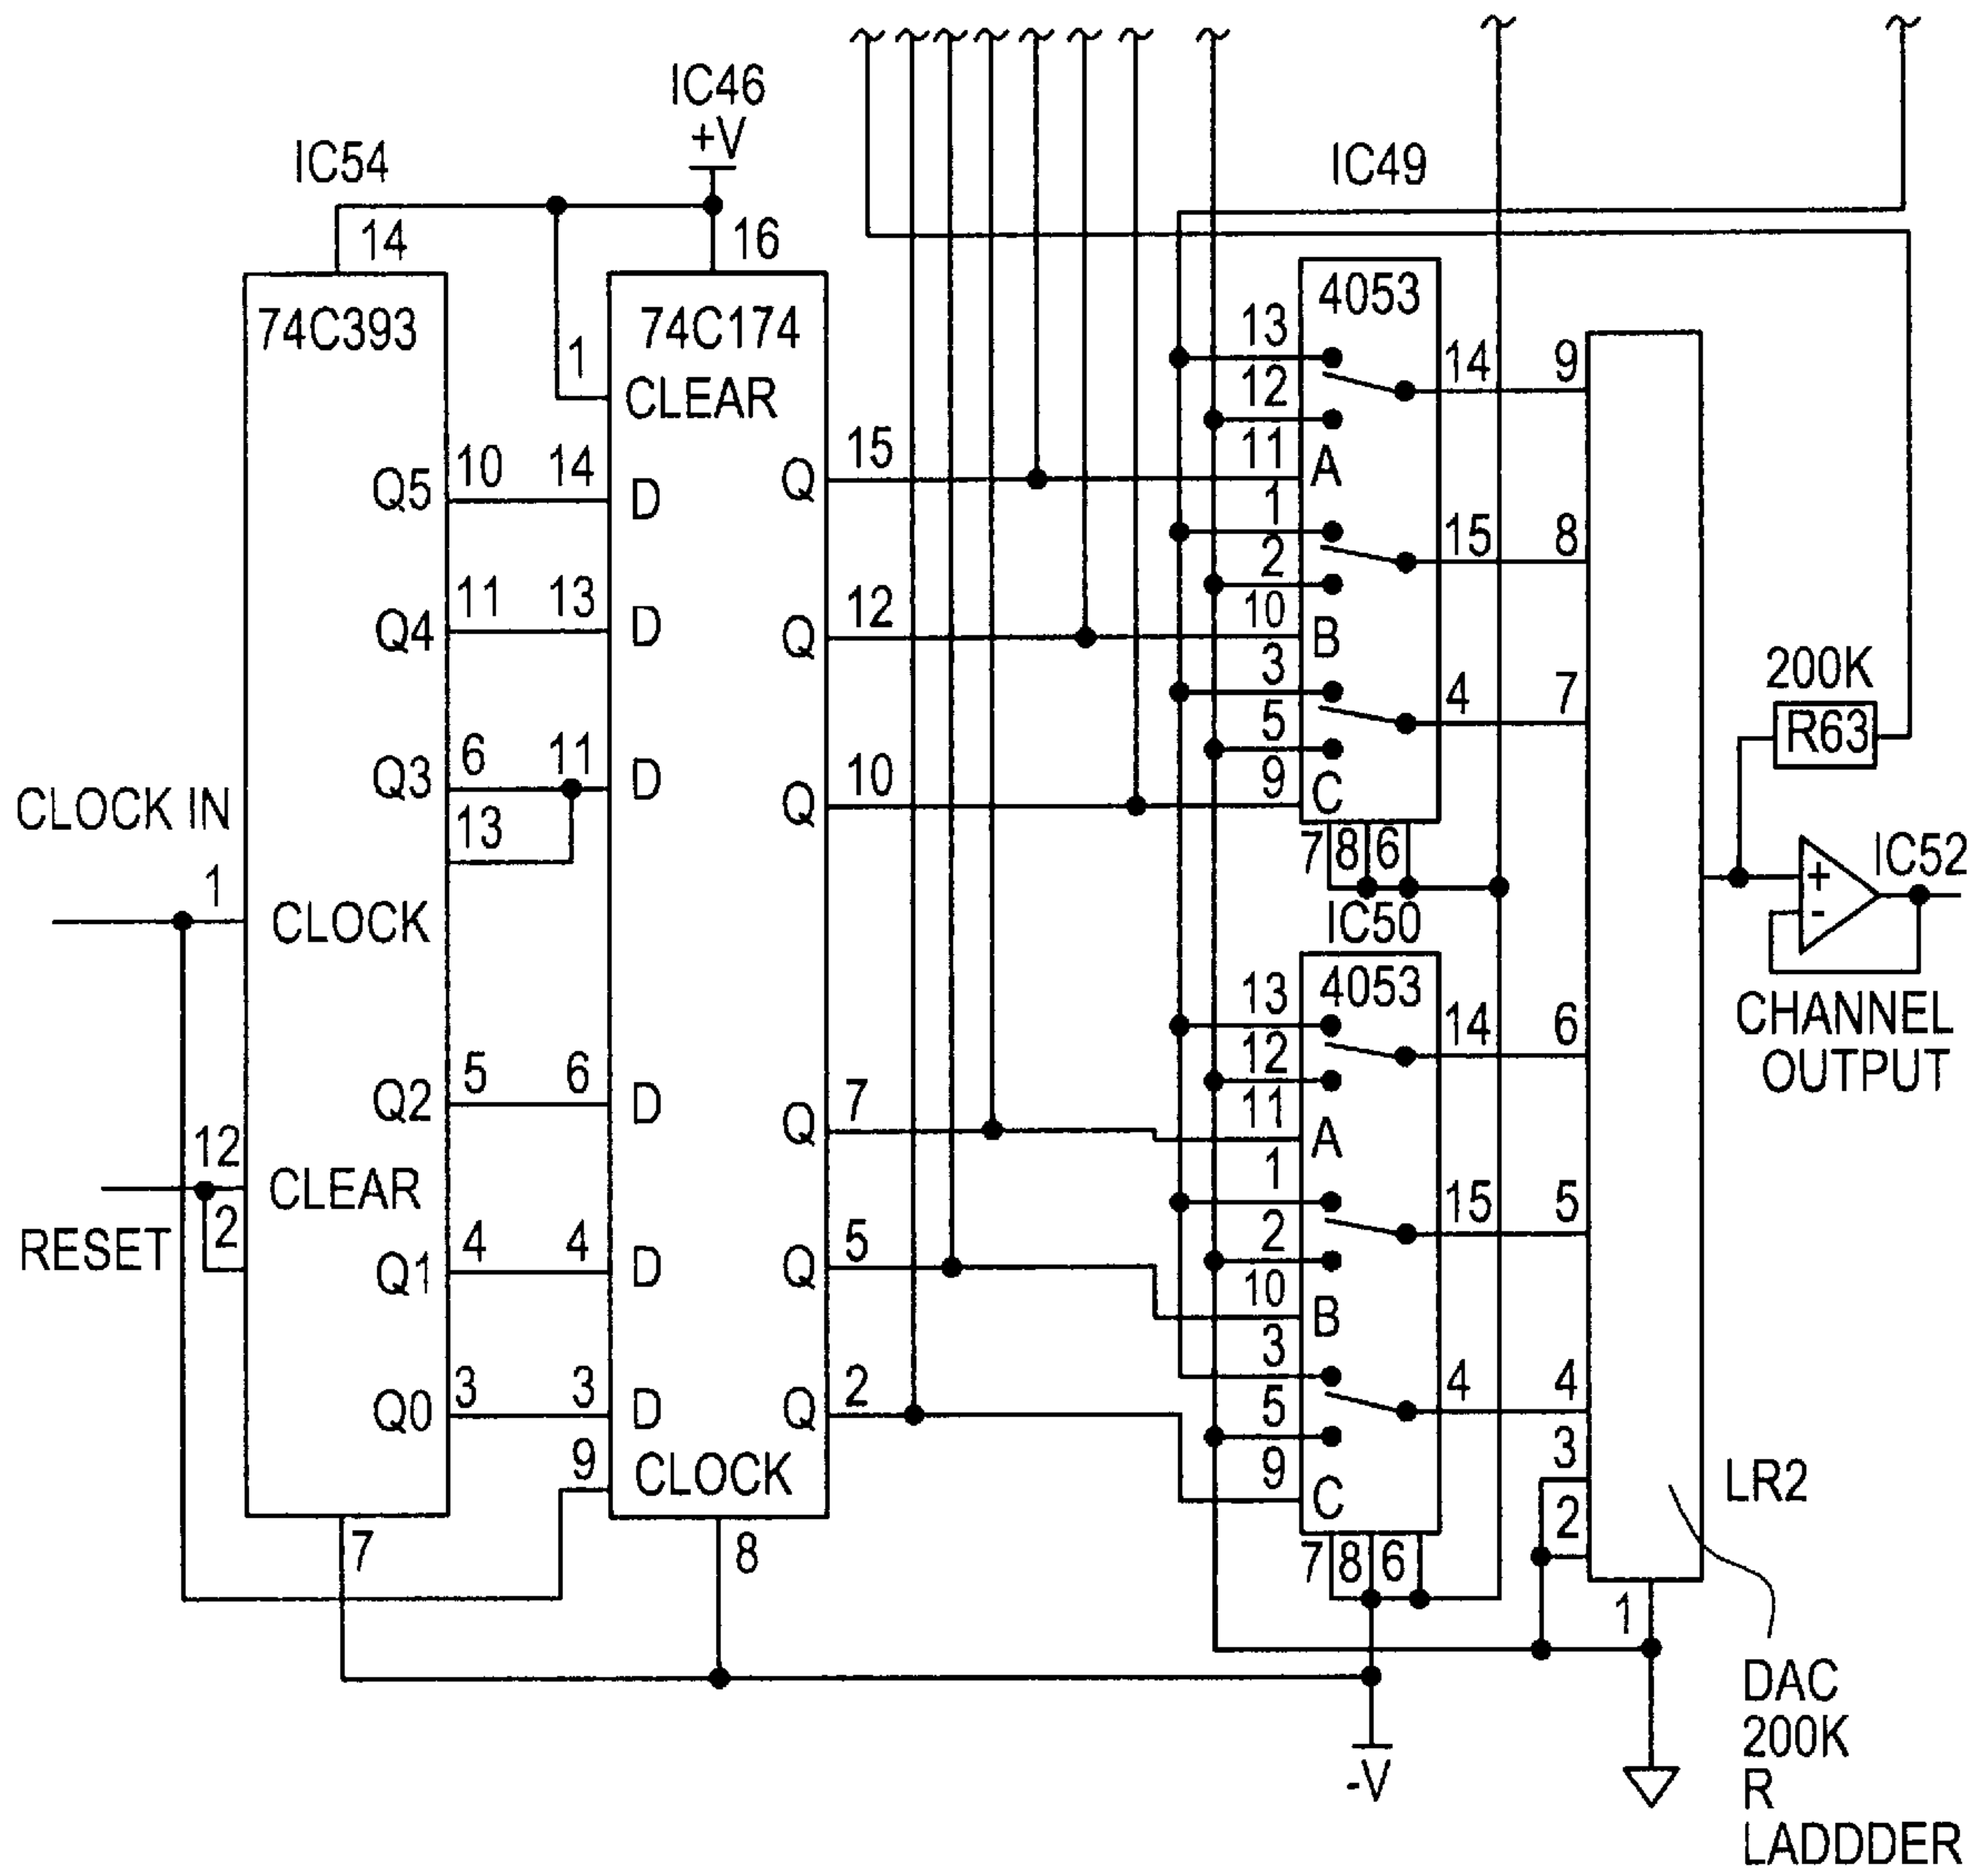 IC46
+V
IC54
IC49
14
16
74C393
74C174
4053
1
CLEAR
13
12
11
A
14
9
Q5
10
14
D
Q
15
1
2
10
B
15
8
Q4
11
13
D
Q
12
3
5
9
C
4
7
200K
R63
Q3
6
11
D
13
Q
10
7
8
6
CLOCK IN
1
CLOCK
IC52
+
-
CHANNEL
OUTPUT
IC50
4053
13
12
11
A
14
6
Q2
5
6
D
Q
7
12
CLEAR
2
RESET
1
2
10
B
15
5
Q1
4
4
D
Q
5
3
5
9
C
4
4
Q0
3
3
D
Q
2
9
CLOCK
3
2
LR2
7
8
7
8
6
1
-V
DAC
200K
R
LADDDER